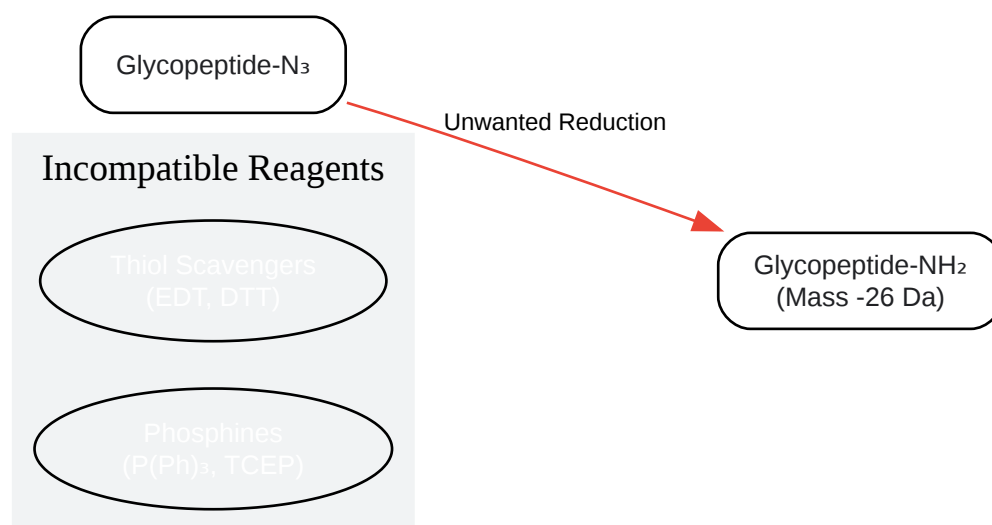 Glycopeptide-N₃
Unwanted Reduction
Incompatible Reagents
Thiol Scavengers
(EDT, DTT)
Glycopeptide-NH₂
(Mass -26 Da)
Phosphines
(P(Ph)₃, TCEP)